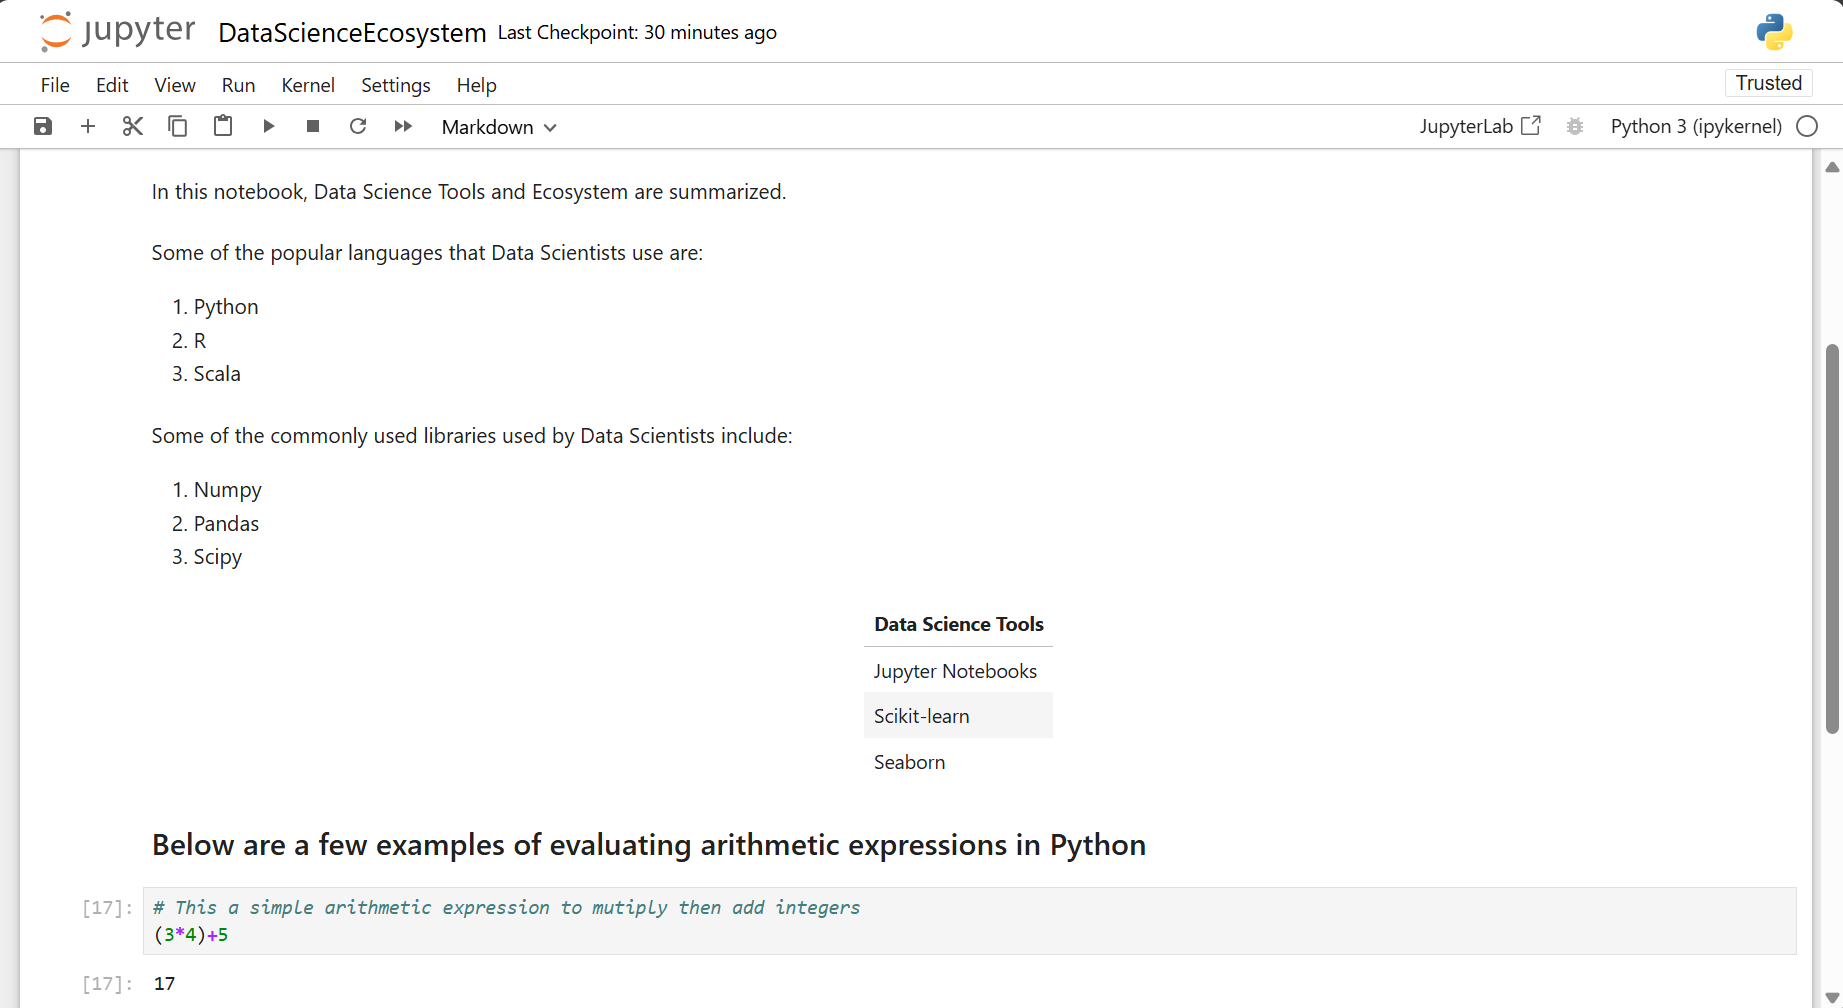 jupyter DataScienceEcosystem Last Checkpoint: 30 minutes ago
File Edit View Run Kernel Settings Help Trusted
Markdown JupyterLab Python 3 (ipykernel)
In this notebook, Data Science Tools and Ecosystem are summarized.
Some of the popular languages that Data Scientists use are:
1. Python
2. R
3. Scala
Some of the commonly used libraries used by Data Scientists include:
1. Numpy
2. Pandas
3. Scipy
Data Science Tools
Jupyter Notebooks
Scikit-learn
Seaborn
Below are a few examples of evaluating arithmetic expressions in Python
[17]: # This a simple arithmetic expression to mutiply then add integers
(3*4)+5
[17]: 17